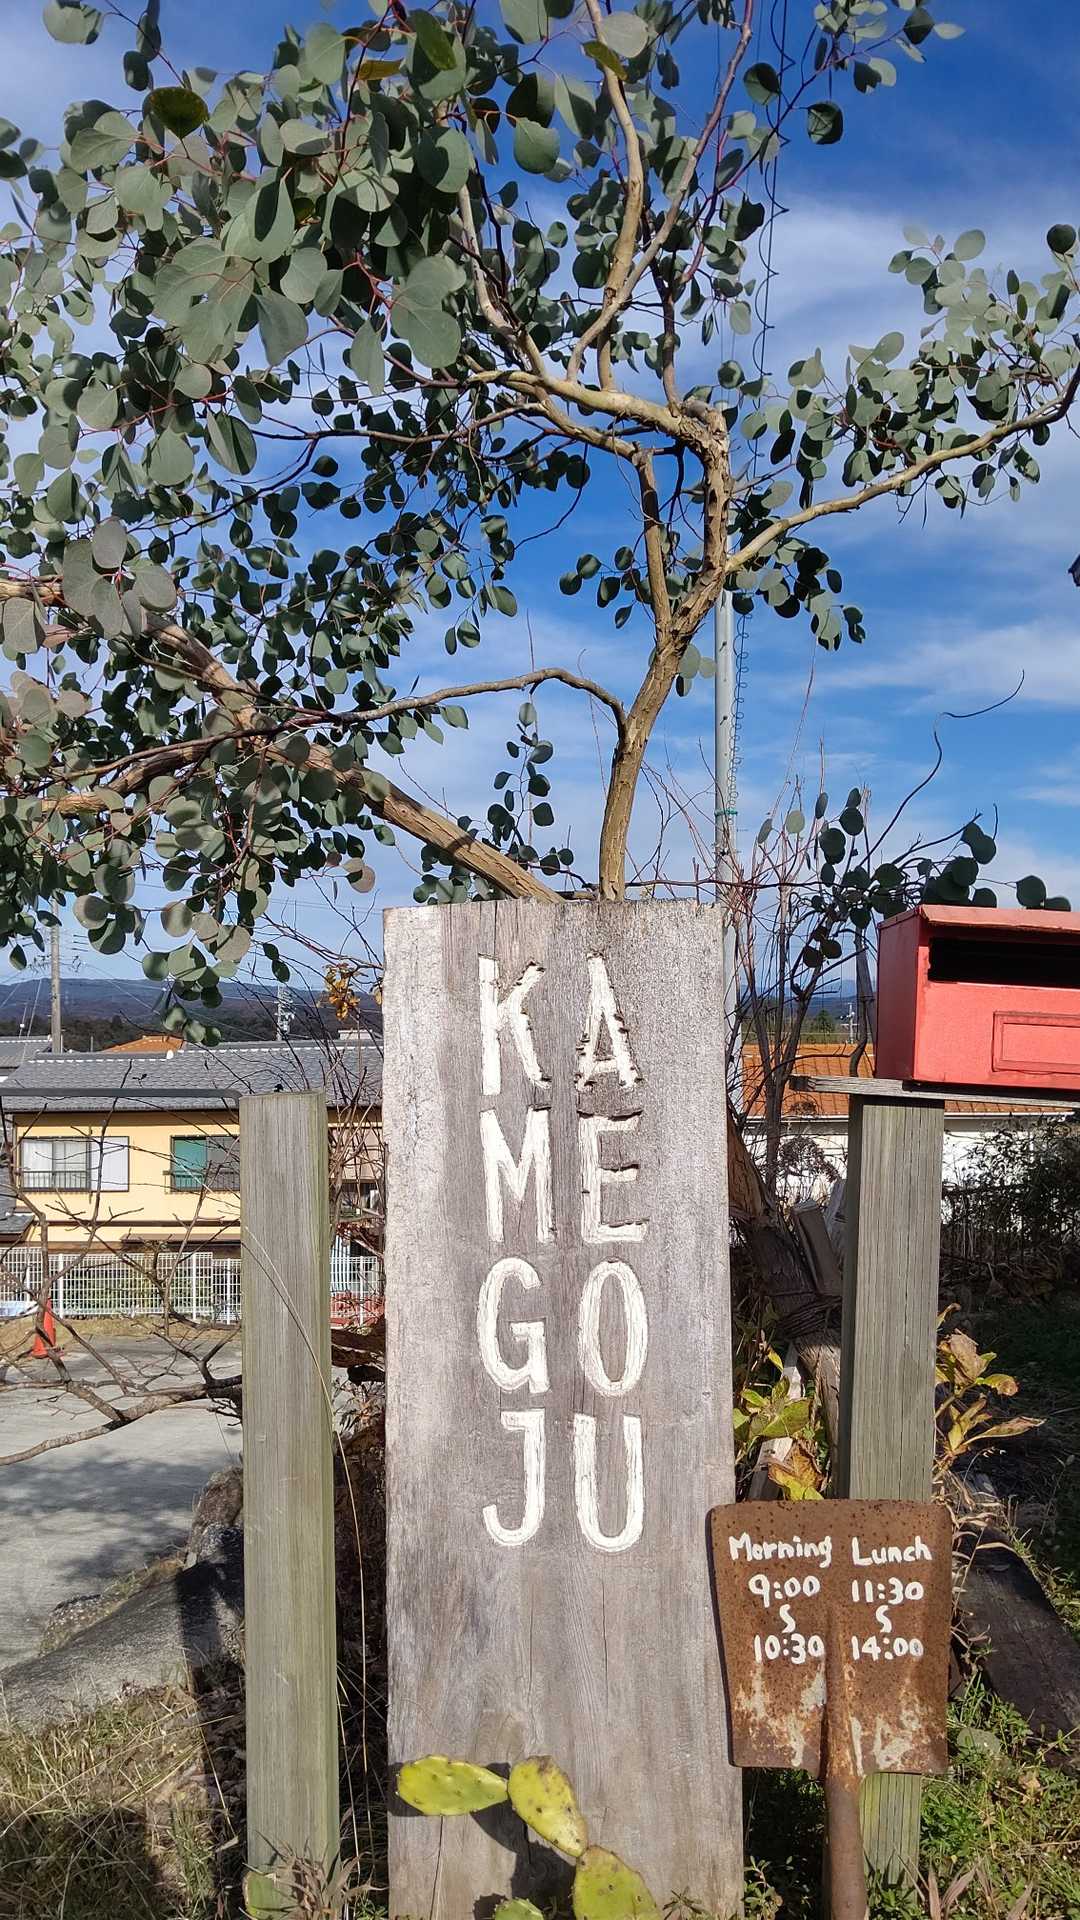 KA
ME
GO
JU
Morning Lunch
9:00 11:30
S S
10:30 14:00